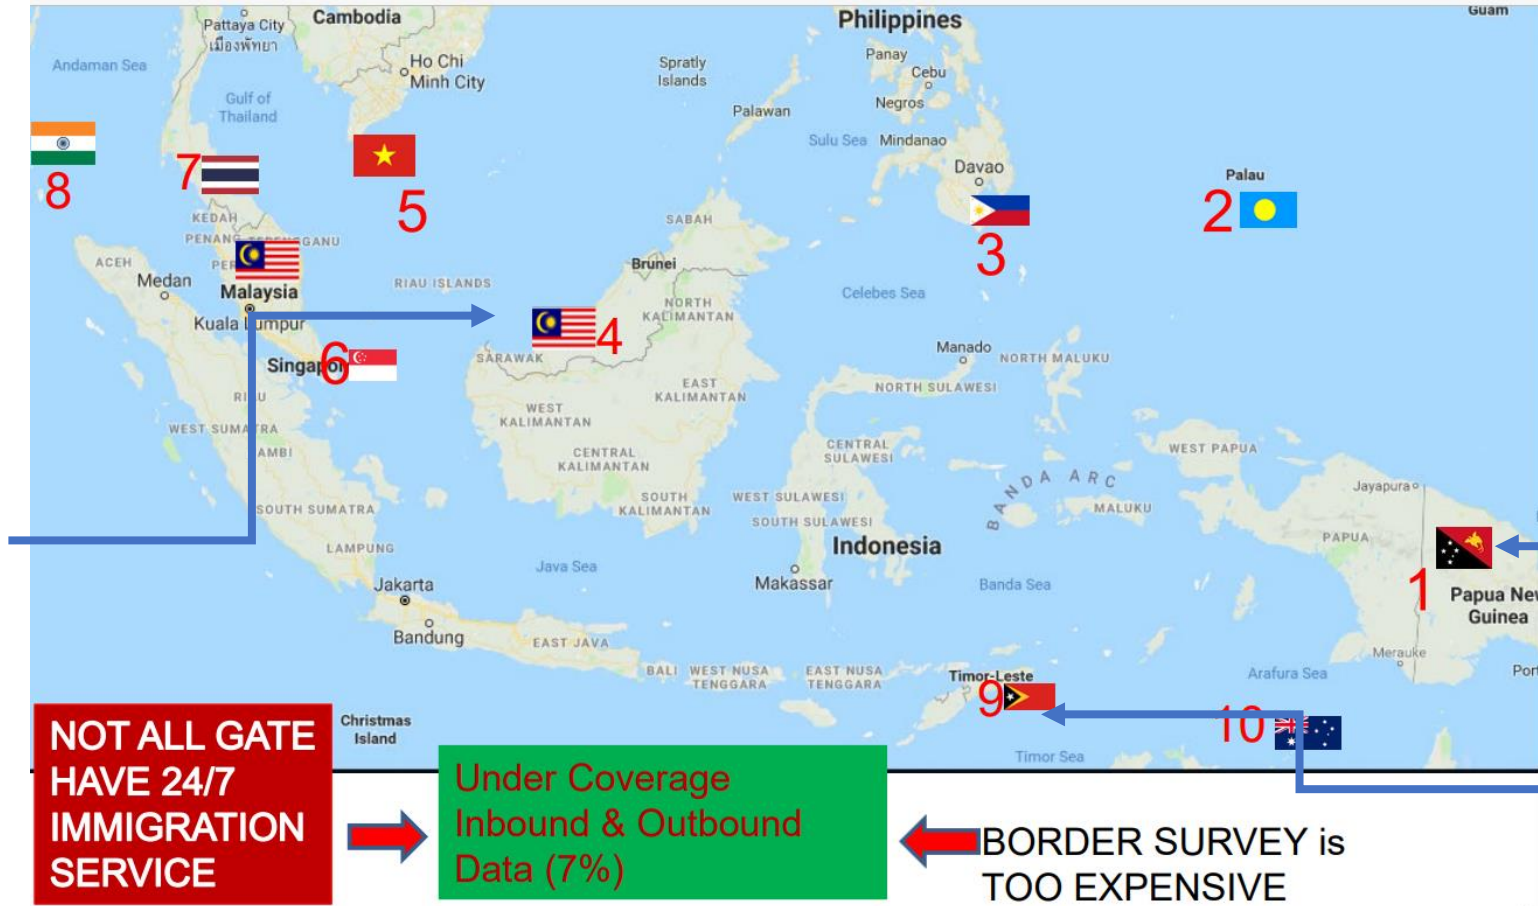 Guam
Philippines
Cambodia
Pattaya City
เมืองพัทยา
Andaman Sea
Gulf of
Thailand
Ho Chi
Minh City
Spratly
Islands
Palawan
Panay
Cebu
Negros
Sulu Sea
Mindanao
Davao
Palau
8
7
5
3
2
KEDAH
PENANG
SABAH
ACEH
Medan
Malaysia
Kuala Lumpur
RIAU ISLANDS
Brunei
NORTH
KALIMANTAN
Celebes Sea
4
6
SARAWAK
Manado
NORTH MALUKU
EAST
KALIMANTAN
NORTH SULAWESI
WEST
KALIMANTAN
WEST SUMATRA
CENTRAL
KALIMANTAN
CENTRAL
SULAWESI
WEST PAPUA
BANDA ARC
SOUTH SUMATRA
SOUTH
KALIMANTAN
WEST SULAWESI
SOUTH SULAWESI
MALUKU
Jayapura
PAPUA
LAMPUNG
Indonesia
Java Sea
Jakarta
Makassar
Banda Sea
1
Papua New
Guinea
Bandung
EAST JAVA
BALI
WEST NUSA
TENGGARA
EAST NUSA
TENGGARA
Timor-Leste
9
Arafura Sea
Merauke
Port
Christmas
Island
10
Timor Sea
NOT ALL GATE
HAVE 24/7
IMMIGRATION
SERVICE
Under Coverage
Inbound & Outbound
Data (7%)
BORDER SURVEY is
TOO EXPENSIVE